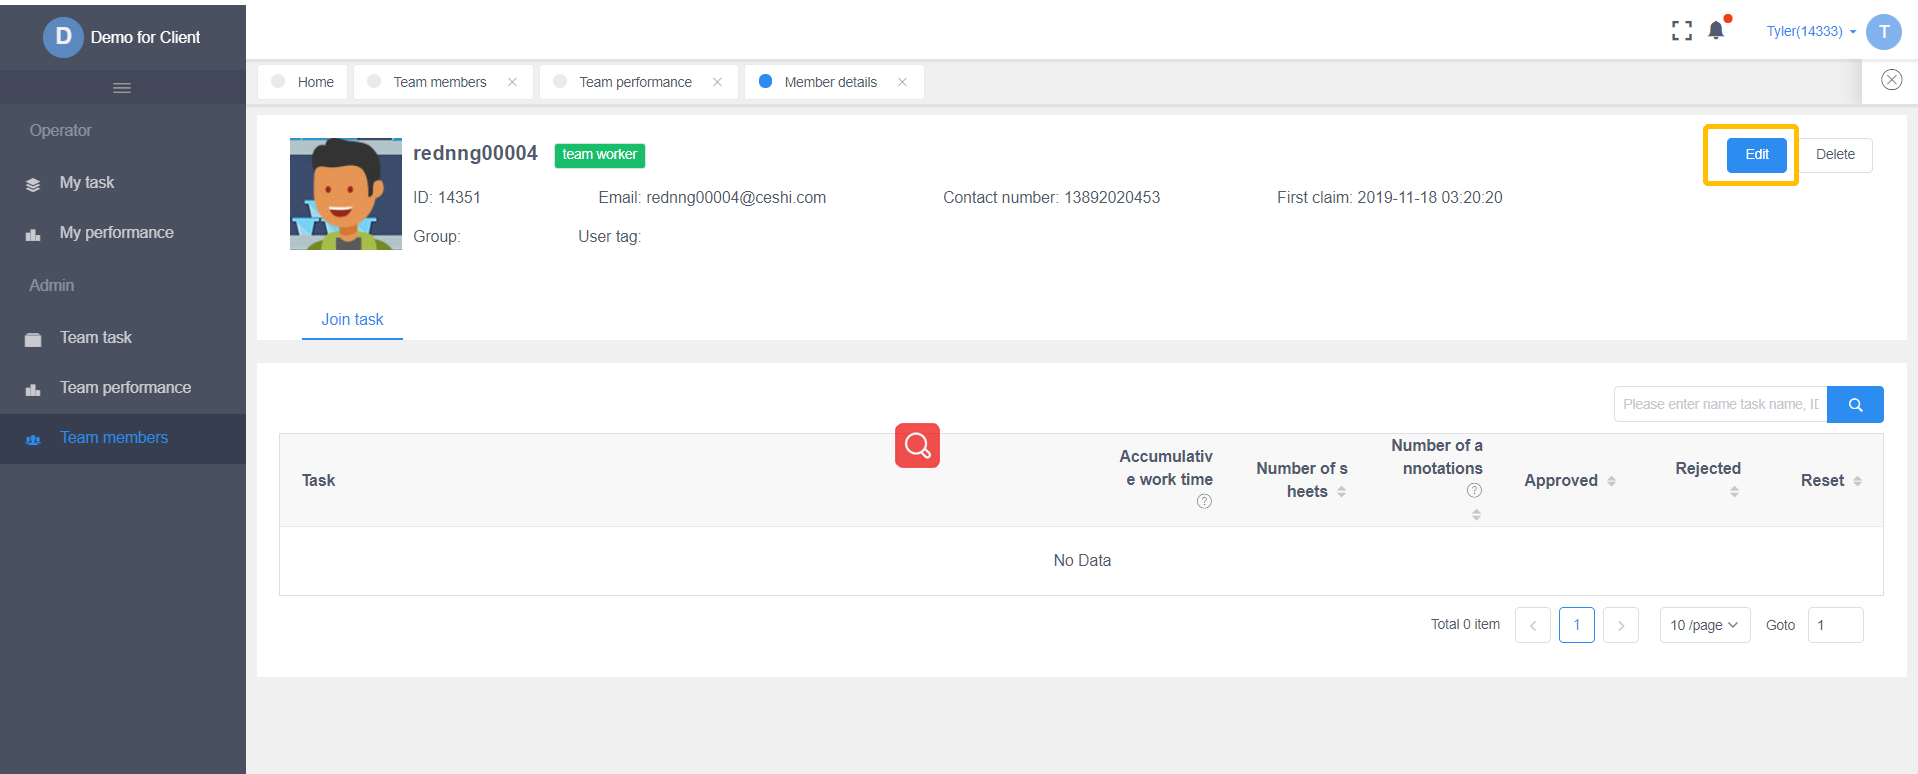 D Demo for Client
Tyler(14333)
T
Home
Team members
Team performance
Member details
Operator
My task
My performance
Admin
Team task
Team performance
Team members
rednng00004
team worker
Edit
Delete
ID: 14351
Email: rednng00004@ceshi.com
Contact number: 13892020453
First claim: 2019-11-18 03:20:20
Group:
User tag:
Join task
Please enter name task name, ID
Task
Accumulativ
e work time
?
Number of s
heets
Number of a
nnotations
?
Approved
Rejected
Reset
No Data
Total 0 item
1
10 /page
Goto
1